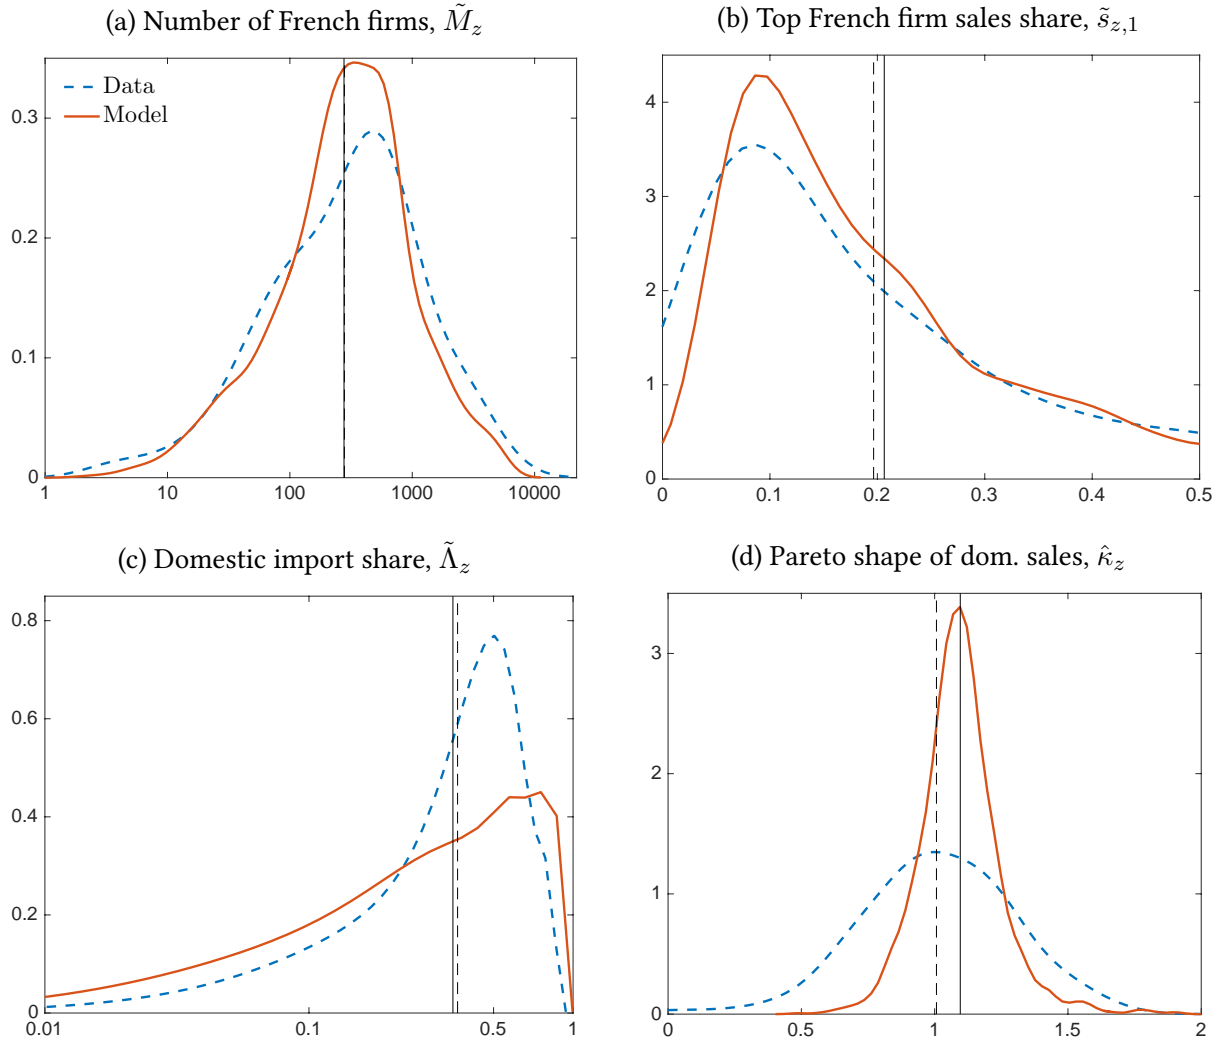 (a) Number of French firms, M̃_z
(b) Top French firm sales share, s̃_{z,1}
Data
Model
0.3
0.2
0.1
0
1 10 100 1000 10000
4
3
2
1
0
0 0.1 0.2 0.3 0.4 0.5
(c) Domestic import share, Λ̃_z
(d) Pareto shape of dom. sales, κ̂_z
0.8
0.6
0.4
0.2
0
0.01 0.1 0.5 1
3
2
1
0
0 0.5 1 1.5 2